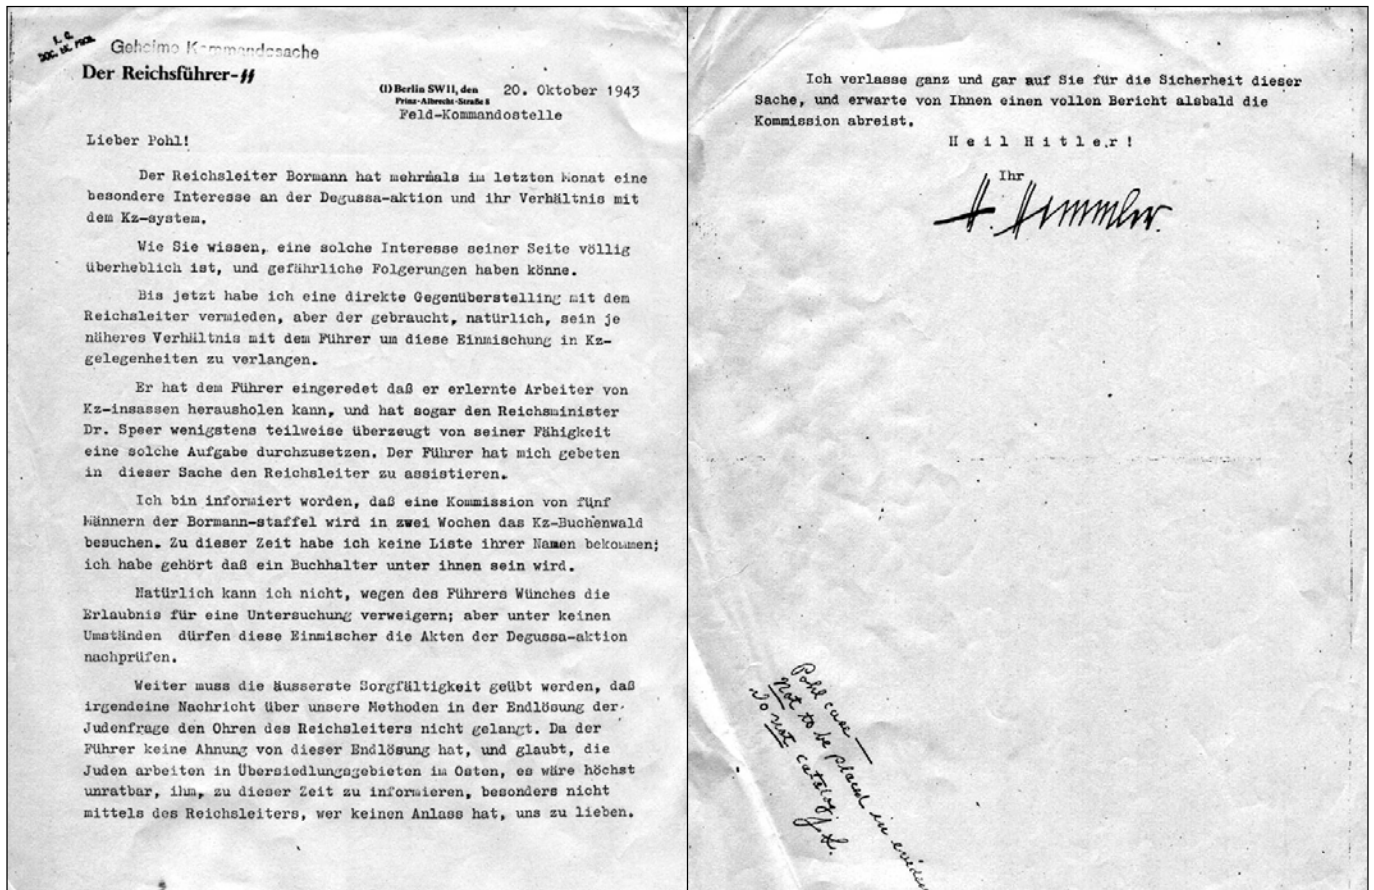 I. G.
DOC. No. PROS.
Geheime Kommandosache
Der Reichsführer-SS
(1) Berlin SW11, den 20. Oktober 1943
Prinz-Albrecht-Straße 8
Feld-Kommandostelle
Lieber Pohl!
Der Reichsleiter Bormann hat mehrmals im letzten Monat eine
besondere Interesse an der Degussa-aktion und ihr Verhältnis mit
dem Kz-system.
Wie Sie wissen, eine solche Interesse seiner Seite völlig
überheblich ist, und gefährliche Folgerungen haben könne.
Bis jetzt habe ich eine direkte Gegenüberstelling mit dem
Reichsleiter vermieden, aber der gebraucht, natürlich, sein je
näheres Verhältnis mit dem Führer um diese Einmischung in Kz-
gelegenheiten zu verlangen.
Er hat dem Führer eingeredet daß er erlernte Arbeiter von
Kz-insassen herausholen kann, und hat sogar den Reichsminister
Dr. Speer wenigstens teilweise überzeugt von seiner Fähigkeit
eine solche Aufgabe durchzusetzen. Der Führer hat mich gebeten
in dieser Sache den Reichsleiter zu assistieren.
Ich bin informiert worden, daß eine Kommission von fünf
Männern der Bormann-staffel wird in zwei Wochen das Kz-Buchenwald
besuchen. Zu dieser Zeit habe ich keine Liste ihrer Namen bekommen;
ich habe gehört daß ein Buchhalter unter ihnen sein wird.
Natürlich kann ich nicht, wegen des Führers Wünches die
Erlaubnis für eine Untersuchung verweigern; aber unter keinen
Umständen dürfen diese Einmischer die Akten der Degussa-aktion
nachprüfen.
Weiter muss die äusserste Sorgfältigkeit geübt werden, daß
irgendeine Nachricht über unsere Methoden in der Endlösung der
Judenfrage den Ohren des Reichsleiters nicht gelangt. Da der
Führer keine Ahnung von dieser Endlösung hat, und glaubt, die
Juden arbeiten in Übersiedlungsgebieten im Osten, es wäre höchst
unratbar, ihm, zu dieser Zeit zu informieren, besonders nicht
mittels des Reichsleiters, wer keinen Anlass hat, uns zu lieben.
Ich verlasse ganz und gar auf Sie für die Sicherheit dieser
Sache, und erwarte von Ihnen einen vollen Bericht alsbald die
Kommission abreist.
Heil Hitler!
Ihr
H. Himmler.
Pohl case —
Not to be placed in
Do not catalog